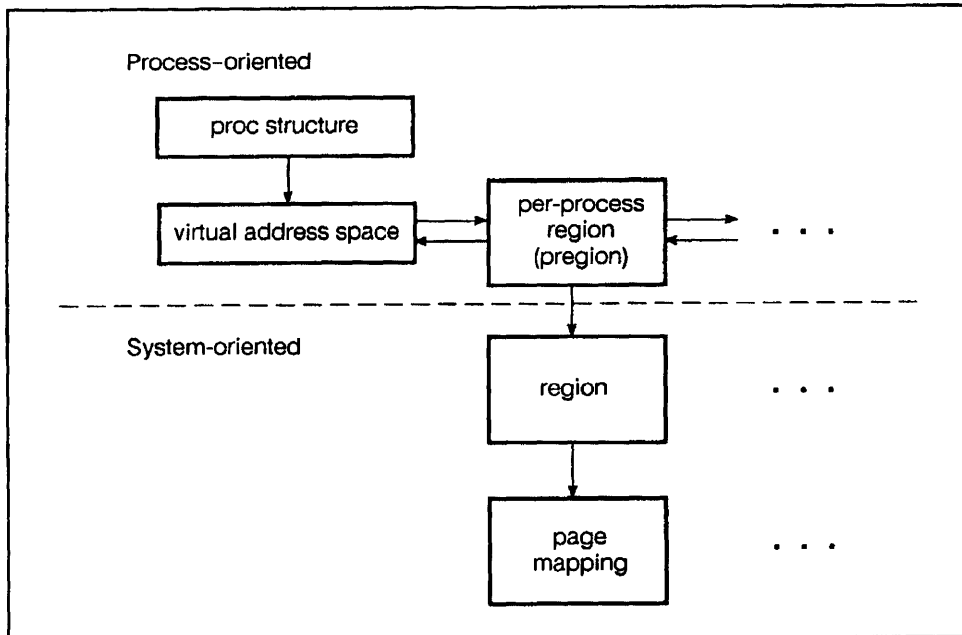 Process-oriented
proc structure
virtual address space
per-process
region
(pregion)
. . .
System-oriented
region
. . .
page
mapping
. . .